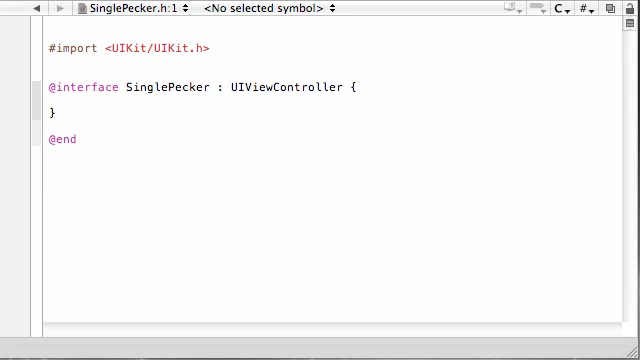 SinglePecker.h:1 <No selected symbol> C #
#import <UIKit/UIKit.h>
@interface SinglePecker : UIViewController {
}
@end